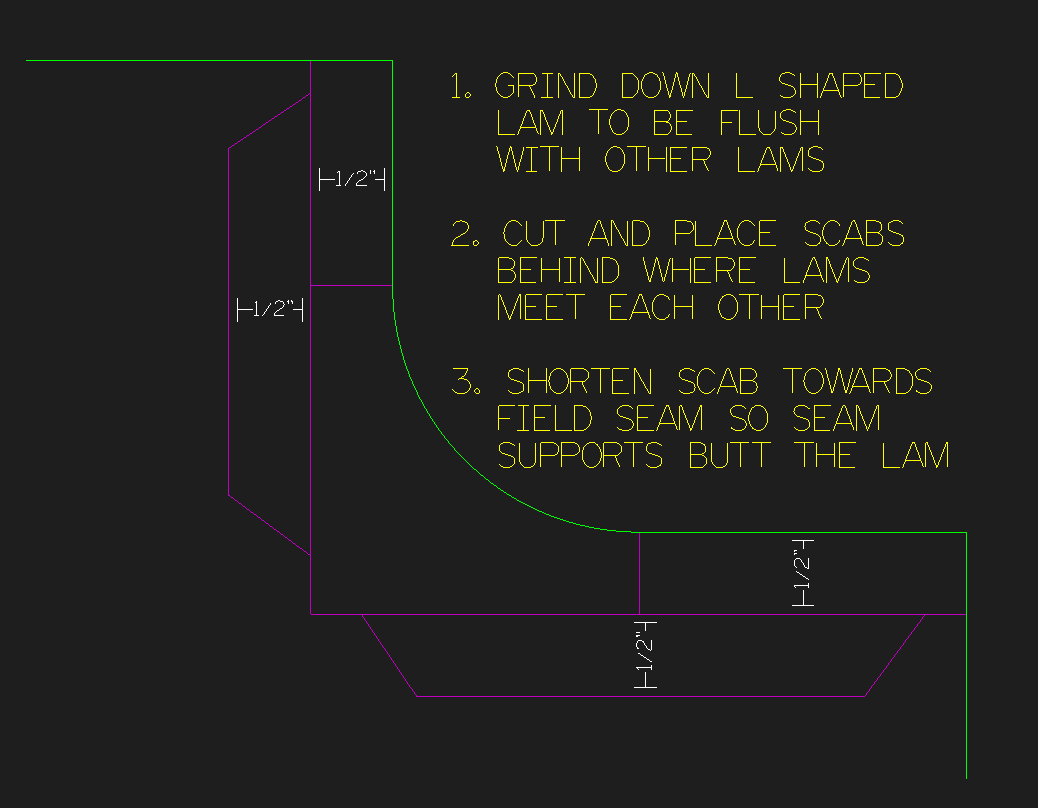 1. GRIND DOWN L SHAPED
LAM TO BE FLUSH
WITH OTHER LAMS
1/2"
2. CUT AND PLACE SCABS
BEHIND WHERE LAMS
MEET EACH OTHER
1/2"
3. SHORTEN SCAB TOWARDS
FIELD SEAM SO SEAM
SUPPORTS BUTT THE LAM
1/2"
1/2"